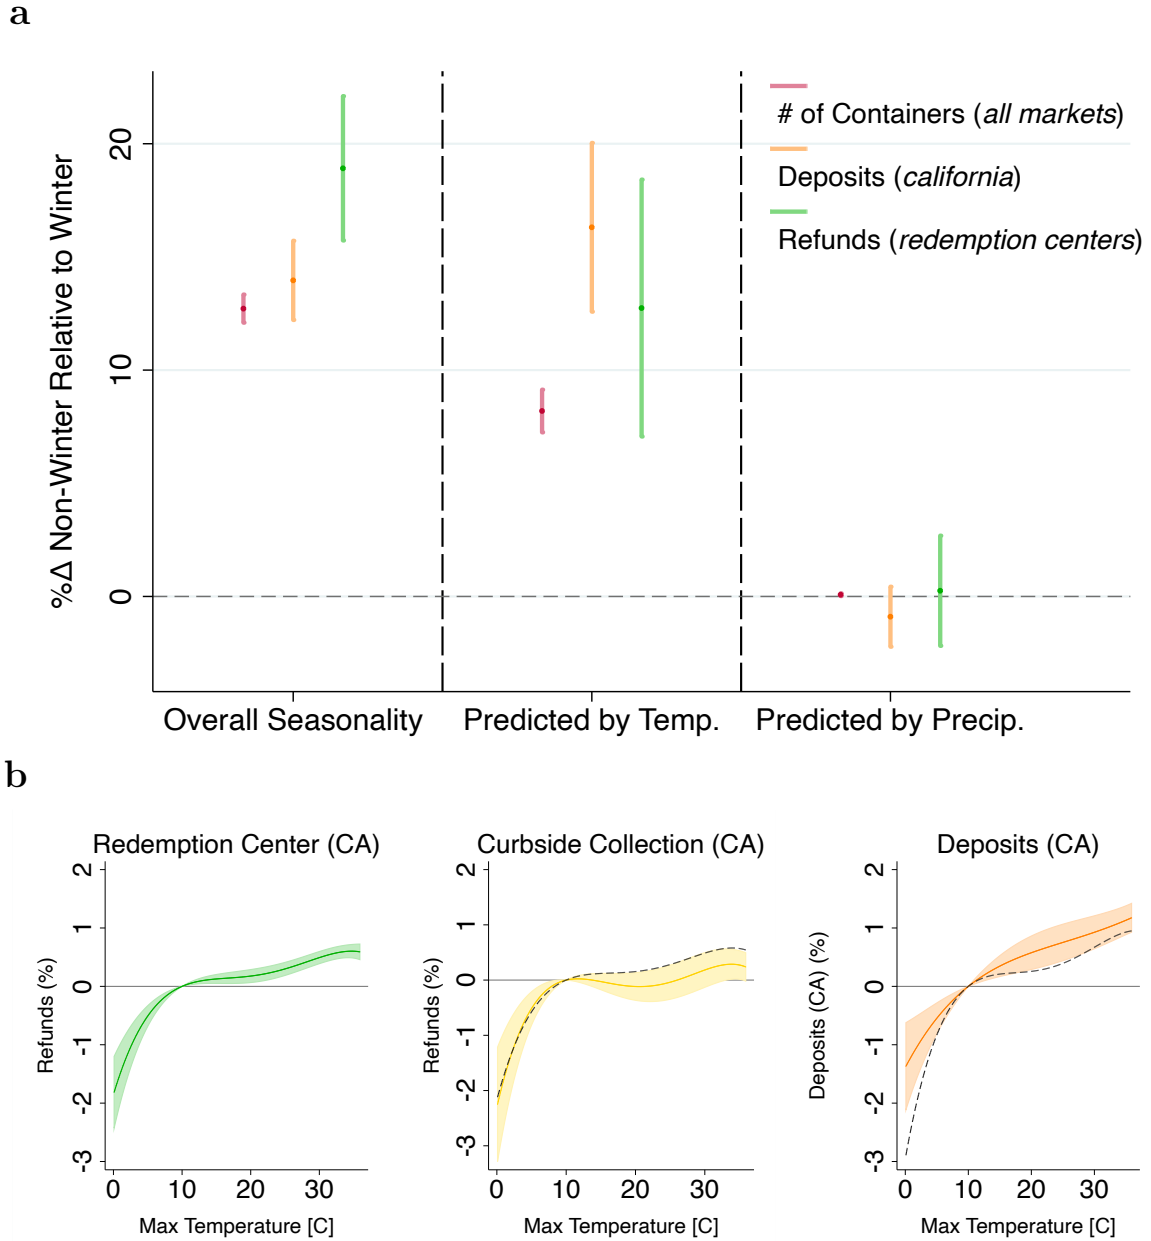 a
%Δ Non-Winter Relative to Winter
20
10
0
# of Containers (all markets)
Deposits (california)
Refunds (redemption centers)
Overall Seasonality
Predicted by Temp.
Predicted by Precip.
b
Redemption Center (CA)
Refunds (%)
2
1
0
-1
-2
-3
0 10 20 30
Max Temperature [C]
Curbside Collection (CA)
Refunds (%)
2
1
0
-1
-2
-3
0 10 20 30
Max Temperature [C]
Deposits (CA)
Deposits (CA) (%)
2
1
0
-1
-2
-3
0 10 20 30
Max Temperature [C]